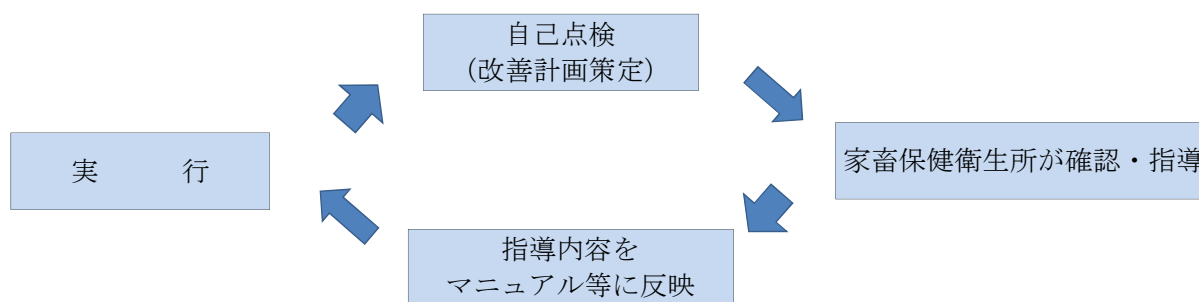 自己点検
(改善計画策定)
実　　　行
家畜保健衛生所が確認・指導
指導内容を
マニュアル等に反映